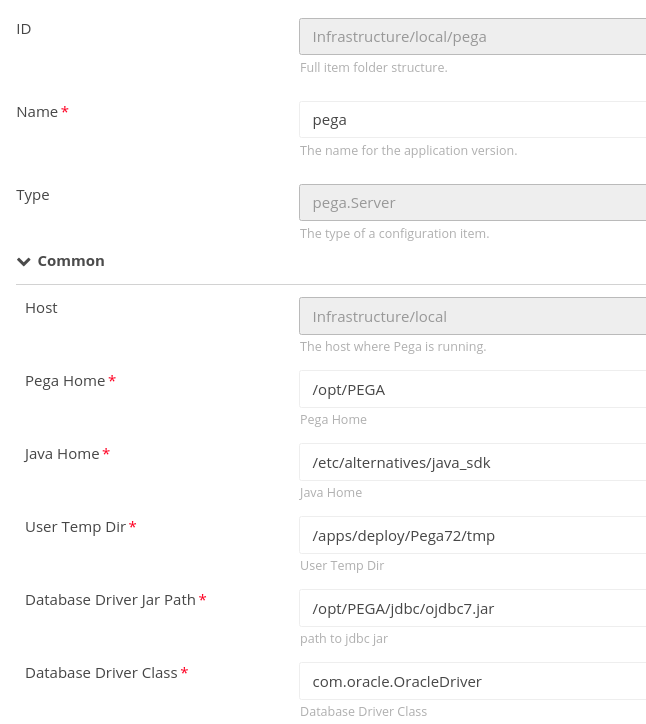 ID
Infrastructure/local/pega
Full item folder structure.
Name *
pega
The name for the application version.
Type
pega.Server
The type of a configuration item.
Common
Host
Infrastructure/local
The host where Pega is running.
Pega Home *
/opt/PEGA
Pega Home
Java Home *
/etc/alternatives/java_sdk
Java Home
User Temp Dir *
/apps/deploy/Pega72/tmp
User Temp Dir
Database Driver Jar Path *
/opt/PEGA/jdbc/ojdbc7.jar
path to jdbc jar
Database Driver Class *
com.oracle.OracleDriver
Database Driver Class